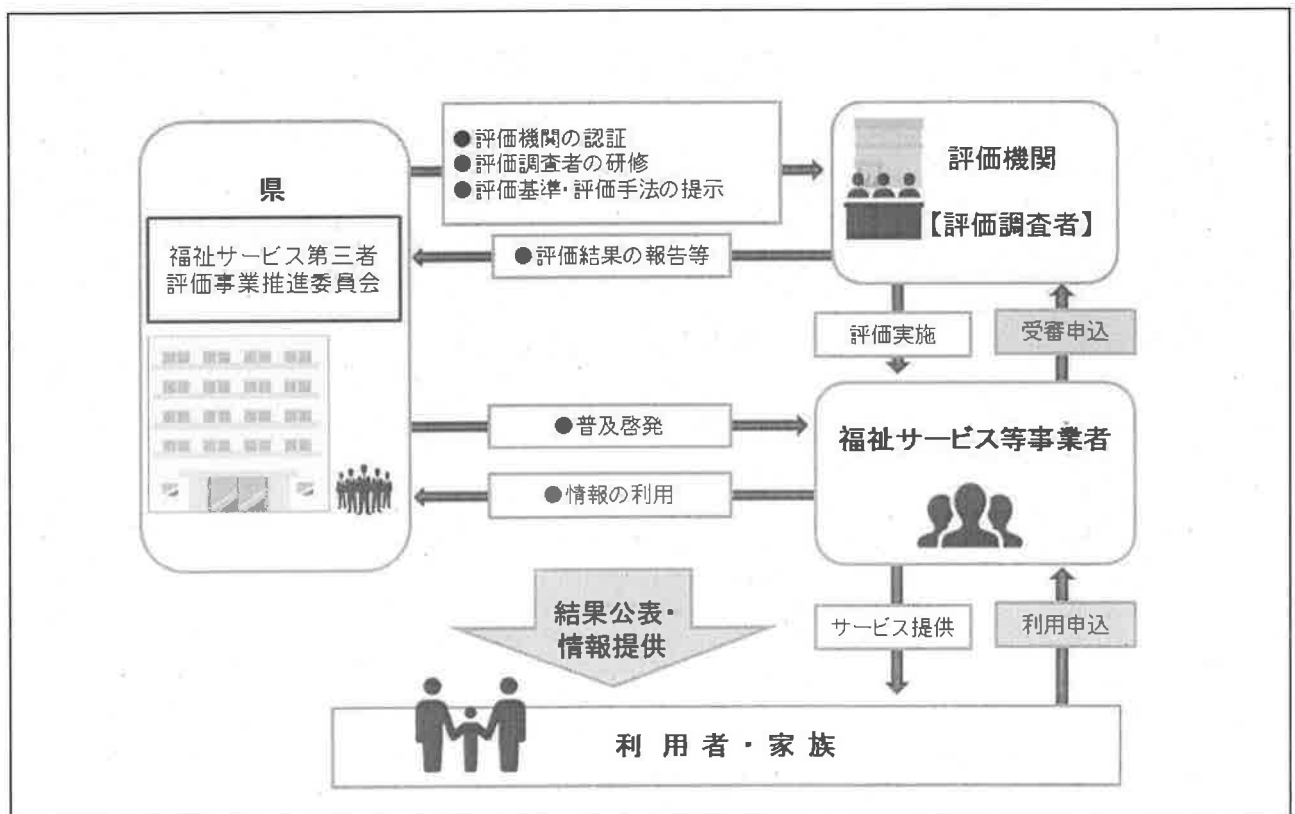 県
福祉サービス第三者
評価事業推進委員会
●評価機関の認証
●評価調査者の研修
●評価基準・評価手法の提示
●評価結果の報告等
評価機関
【評価調査者】
評価実施
受審申込
●普及啓発
●情報の利用
福祉サービス等事業者
結果公表・
情報提供
サービス提供
利用申込
利用者・家族